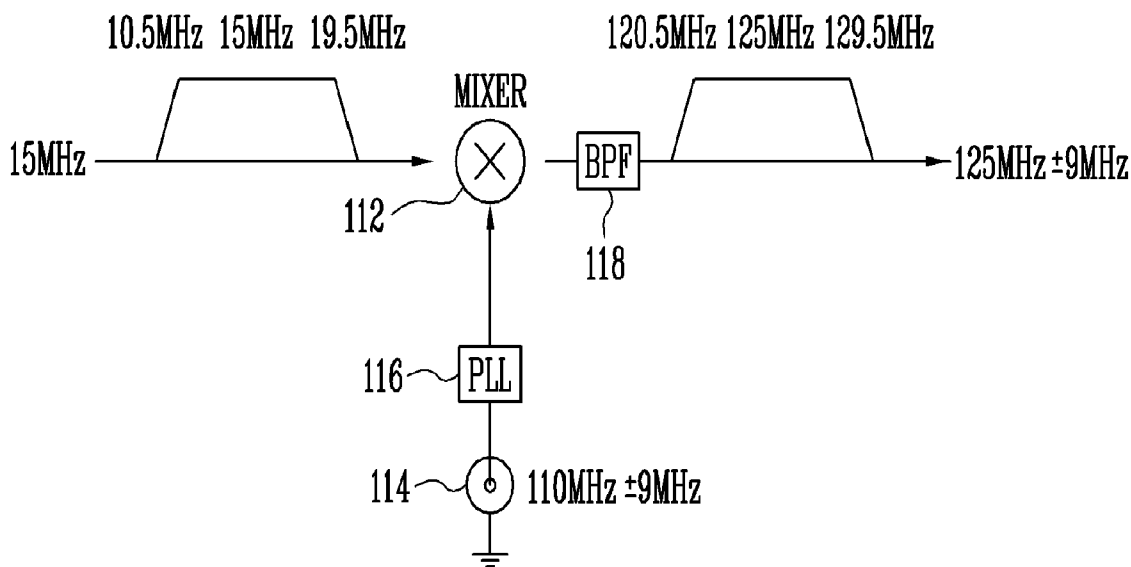 10.5MHz 15MHz 19.5MHz
120.5MHz 125MHz 129.5MHz
MIXER
15MHz
BPF
125MHz ±9MHz
112
118
116
PLL
114
110MHz ±9MHz